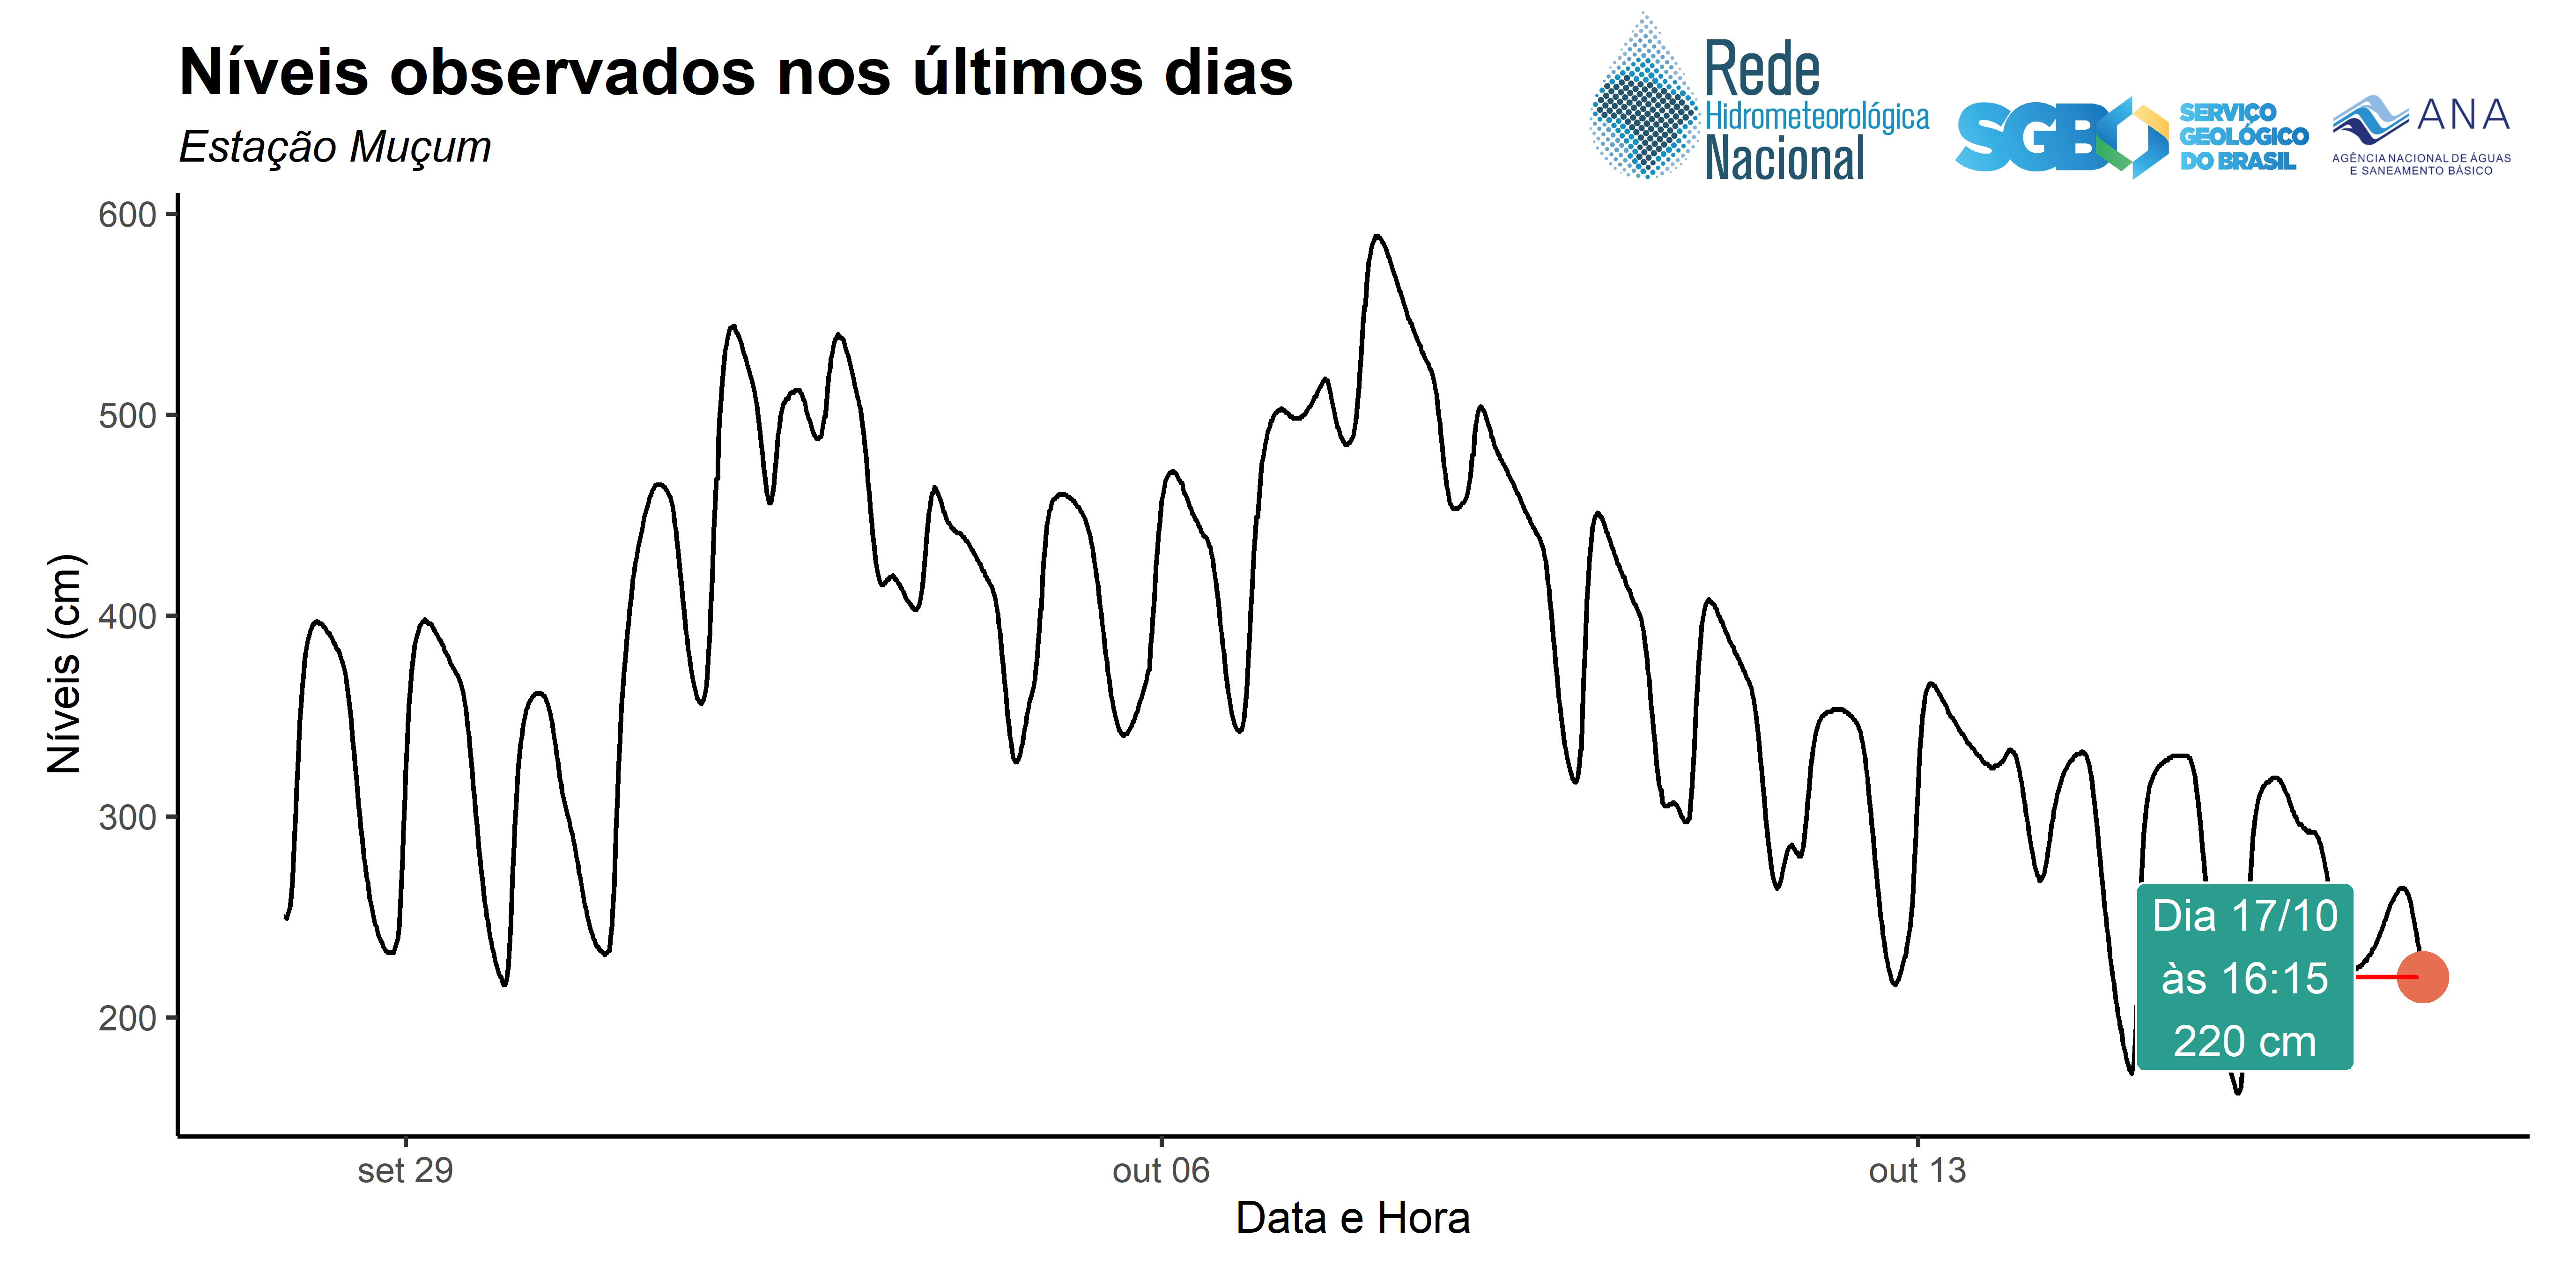 Níveis observados nos últimos dias
Estação Muçum
Rede
Hidrometeorológica
Nacional
SGB
SERVIÇO
GEOLÓGICO
DO BRASIL
ANA
AGÊNCIA NACIONAL DE ÁGUAS
E SANEAMENTO BÁSICO
Níveis (cm)
600
500
400
300
200
Dia 17/10
às 16:15
220 cm
set 29
out 06
out 13
Data e Hora